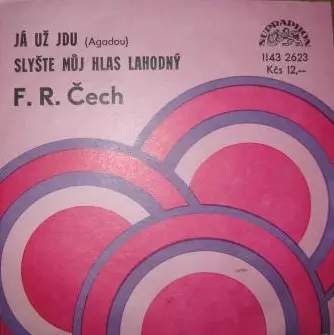 JÁ UŽ JDU (Agadou)
SLYŠTE MŮJ HLAS LAHODNÝ
F. R. Čech
SUPRAPHON
1143 2623
Kčs 12,–